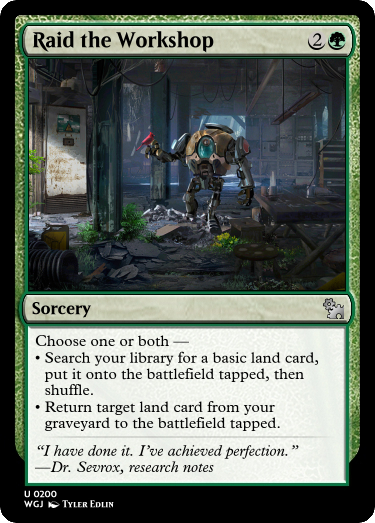 Raid the Workshop 2
Sorcery
Choose one or both —
• Search your library for a basic land card,
put it onto the battlefield tapped, then
shuffle.
• Return target land card from your
graveyard to the battlefield tapped.
“I have done it. I’ve achieved perfection.”
—Dr. Sevrox, research notes
U 0200
WGJ Tyler Edlin